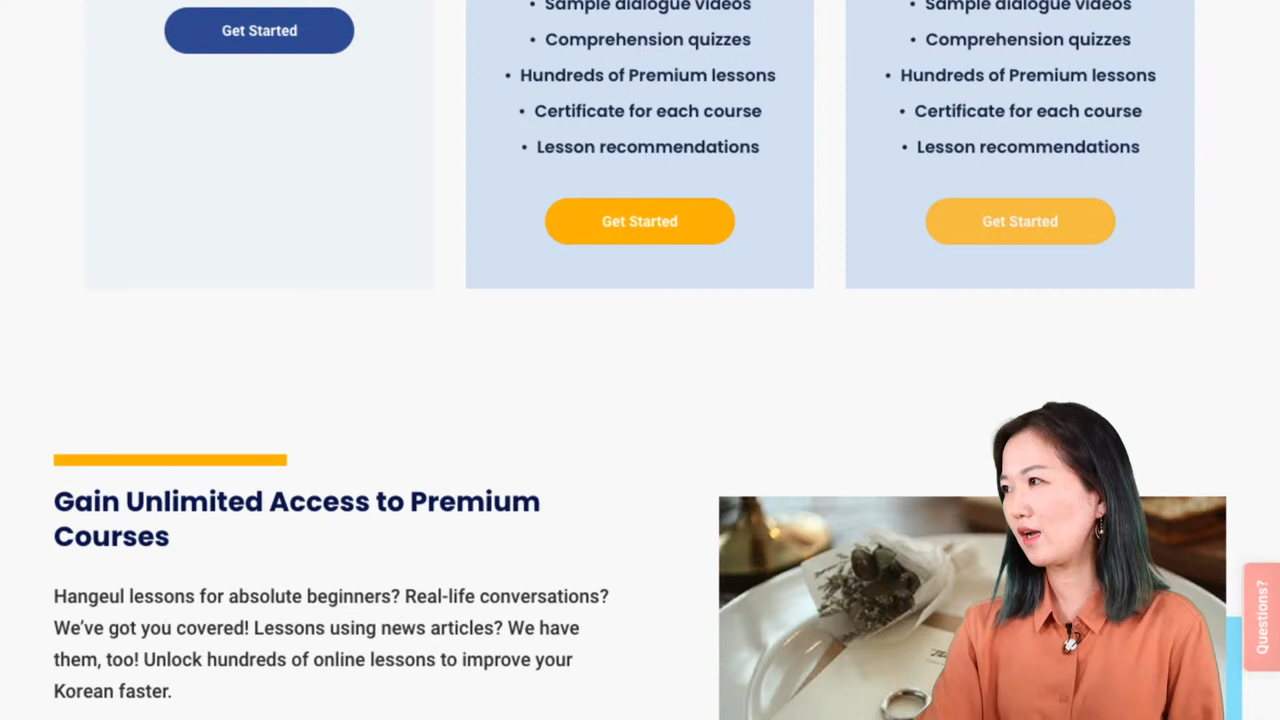 Get Started
• Sample dialogue videos
• Comprehension quizzes
• Hundreds of Premium lessons
• Certificate for each course
• Lesson recommendations
Get Started
• Sample dialogue videos
• Comprehension quizzes
• Hundreds of Premium lessons
• Certificate for each course
• Lesson recommendations
Get Started
Gain Unlimited Access to Premium
Courses
Hangeul lessons for absolute beginners? Real-life conversations?
We’ve got you covered! Lessons using news articles? We have
them, too! Unlock hundreds of online lessons to improve your
Korean faster.
Questions?